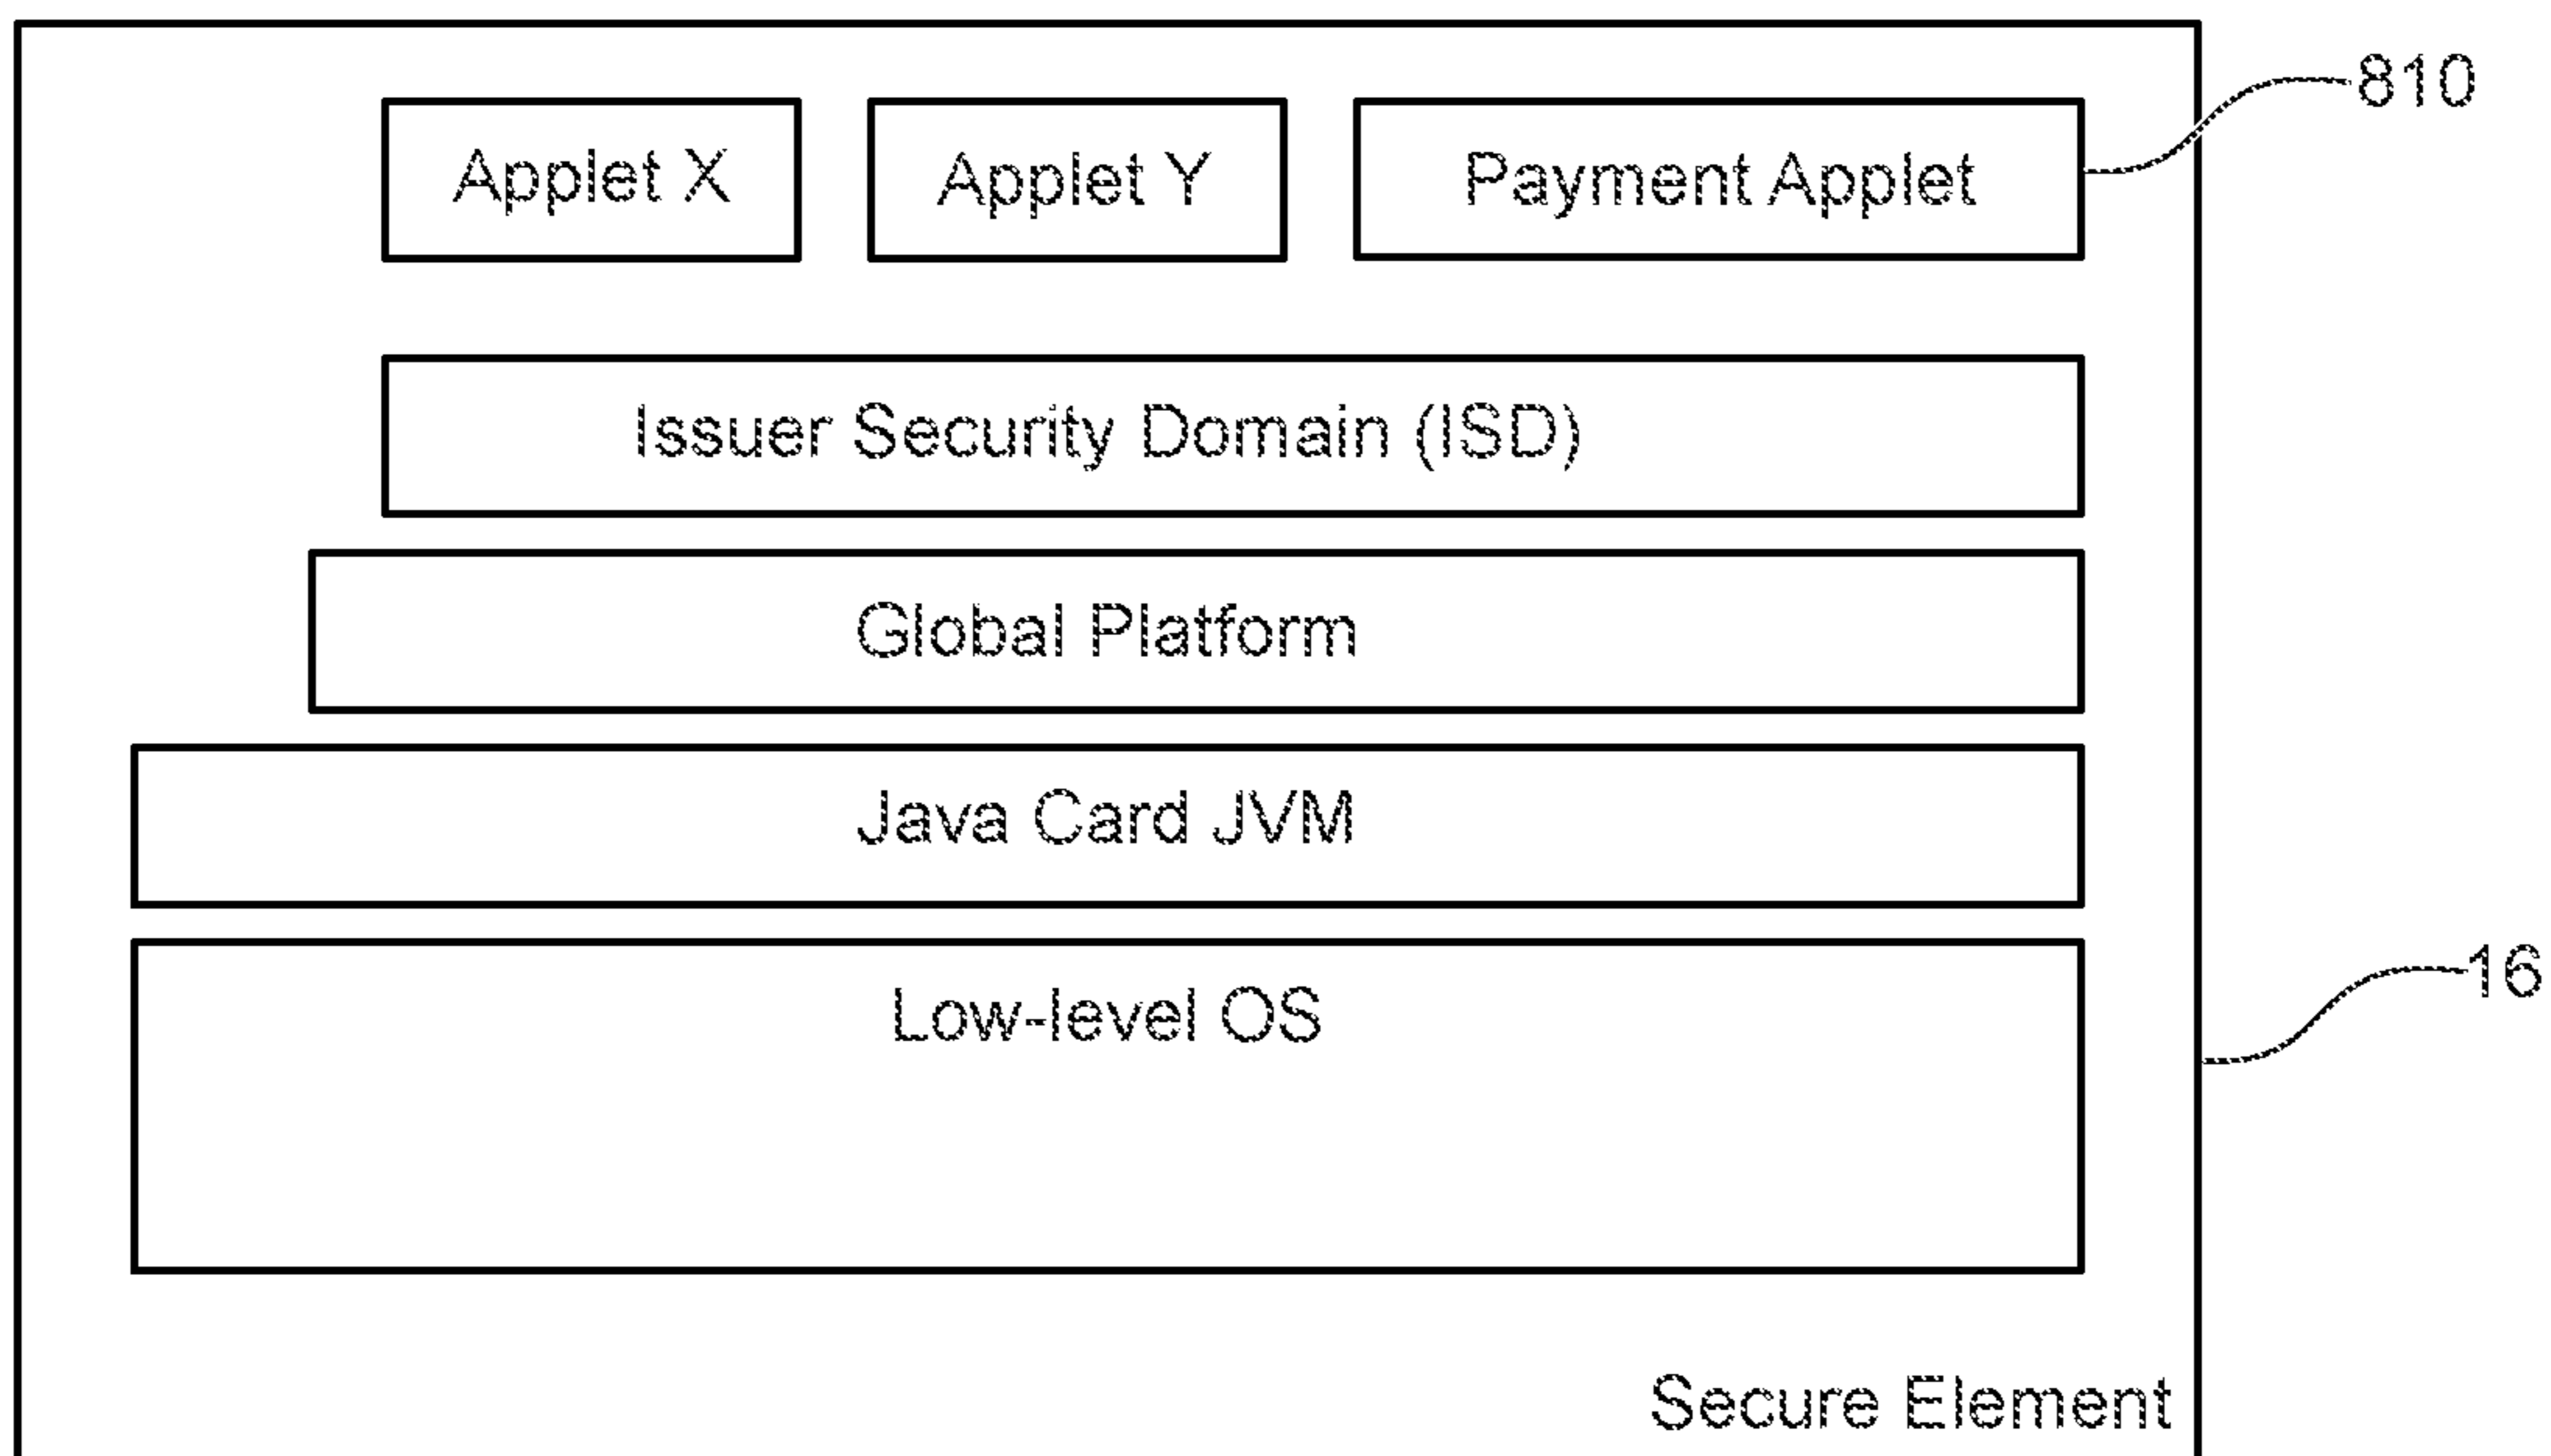 810
Applet X
Applet Y
Payment Applet
Issuer Security Domain (ISD)
Global Platform
Java Card JVM
Low-level OS
16
Secure Element